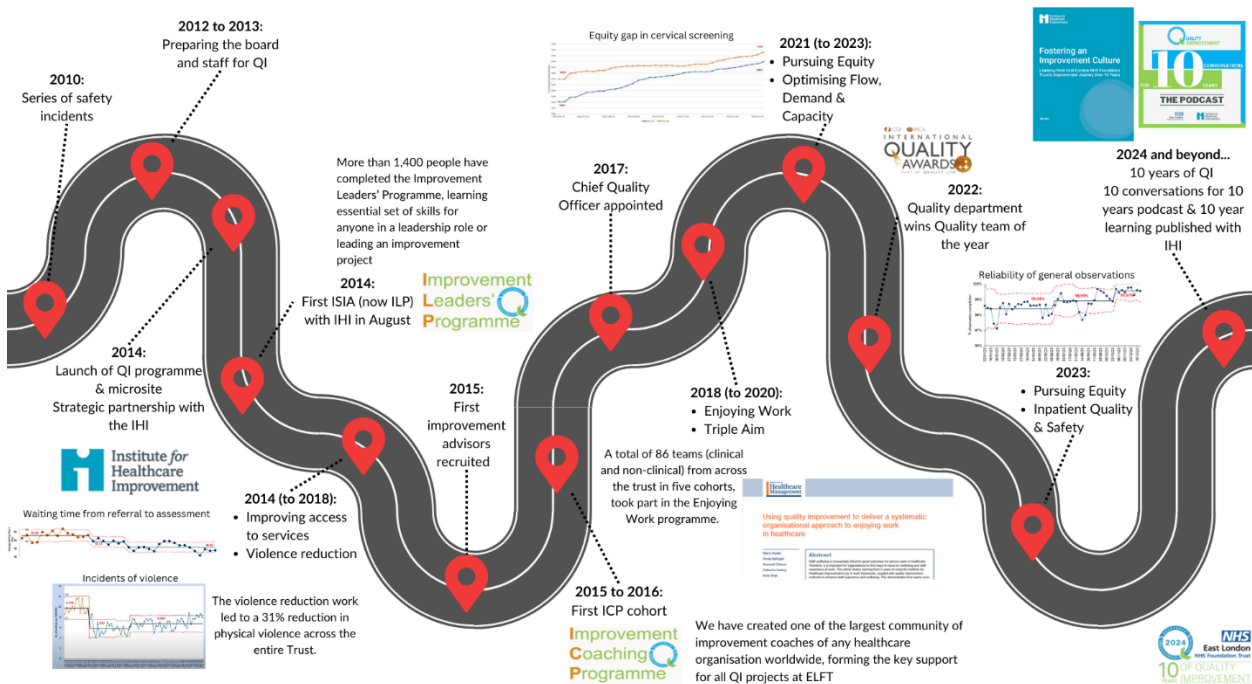 2010:
Series of safety
incidents
2012 to 2013:
Preparing the board
and staff for QI
2014:
Launch of QI programme
& microsite
Strategic partnership with
the IHI
Institute for
Healthcare
Improvement
More than 1,400 people have
completed the Improvement
Leaders' Programme, learning
essential set of skills for
anyone in a leadership role or
leading an improvement
project
2014:
First ISIA (now ILP)
with IHI in August
Improvement
Leaders'
Programme
2014 (to 2018):
• Improving access
to services
• Violence reduction
Waiting time from referral to assessment
Incidents of violence
The violence reduction work
led to a 31% reduction in
physical violence across the
entire Trust.
2015:
First
improvement
advisors
recruited
2015 to 2016:
First ICP cohort
Improvement
Coaching
Programme
We have created one of the largest community of
improvement coaches of any healthcare
organisation worldwide, forming the key support
for all QI projects at ELFT
2017:
Chief Quality
Officer appointed
2018 (to 2020):
• Enjoying Work
• Triple Aim
A total of 86 teams (clinical
and non-clinical) from across
the trust in five cohorts,
took part in the Enjoying
Work programme.
Healthcare
Management
Using quality improvement to deliver a systematic
organisational approach to enjoying work
in healthcare
Abstract
Equity gap in cervical screening
2021 (to 2023):
• Pursuing Equity
• Optimising Flow,
Demand &
Capacity
INTERNATIONAL
QUALITY
AWARDS
2022:
Quality department
wins Quality team of
the year
Reliability of general observations
2023:
• Pursuing Equity
• Inpatient Quality
& Safety
Institute for
Healthcare
Improvement
Fostering an
Improvement Culture
QUALITY
IMPROVEMENT
10
CONVERSATIONS
FOR
YEARS
THE PODCAST
2024 and beyond...
10 years of QI
10 conversations for 10
years podcast & 10 year
learning published with
IHI
2024
NHS
East London
NHS Foundation Trust
10
YEARS
OF QUALITY
IMPROVEMENT